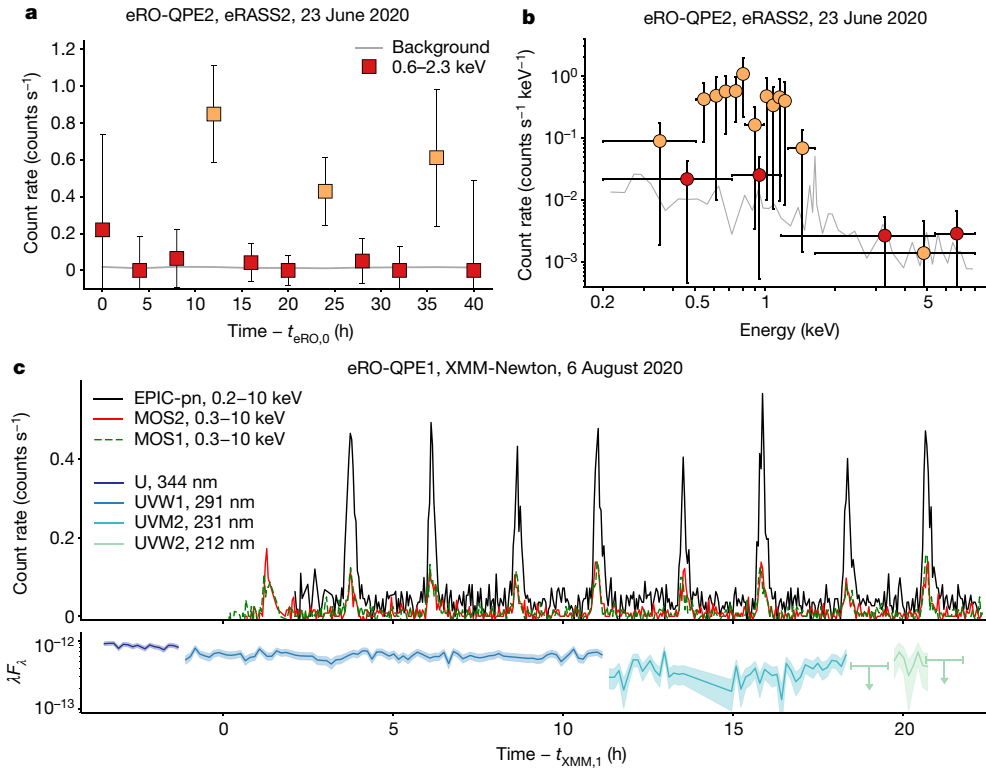 a
eRO-QPE2, eRASS2, 23 June 2020
Background
0.6–2.3 keV
Count rate (counts s⁻¹)
1.2
1.0
0.8
0.6
0.4
0.2
0
0 5 10 15 20 25 30 35 40
Time – t_eRO,0 (h)
b
eRO-QPE2, eRASS2, 23 June 2020
Count rate (counts s⁻¹ keV⁻¹)
10⁰
10⁻¹
10⁻²
10⁻³
0.2 0.5 1 5
Energy (keV)
c
eRO-QPE1, XMM-Newton, 6 August 2020
EPIC-pn, 0.2–10 keV
MOS2, 0.3–10 keV
MOS1, 0.3–10 keV
U, 344 nm
UVW1, 291 nm
UVM2, 231 nm
UVW2, 212 nm
Count rate (counts s⁻¹)
0.4
0.2
0
λF_λ
10⁻¹²
10⁻¹³
0 5 10 15 20
Time – t_XMM,1 (h)